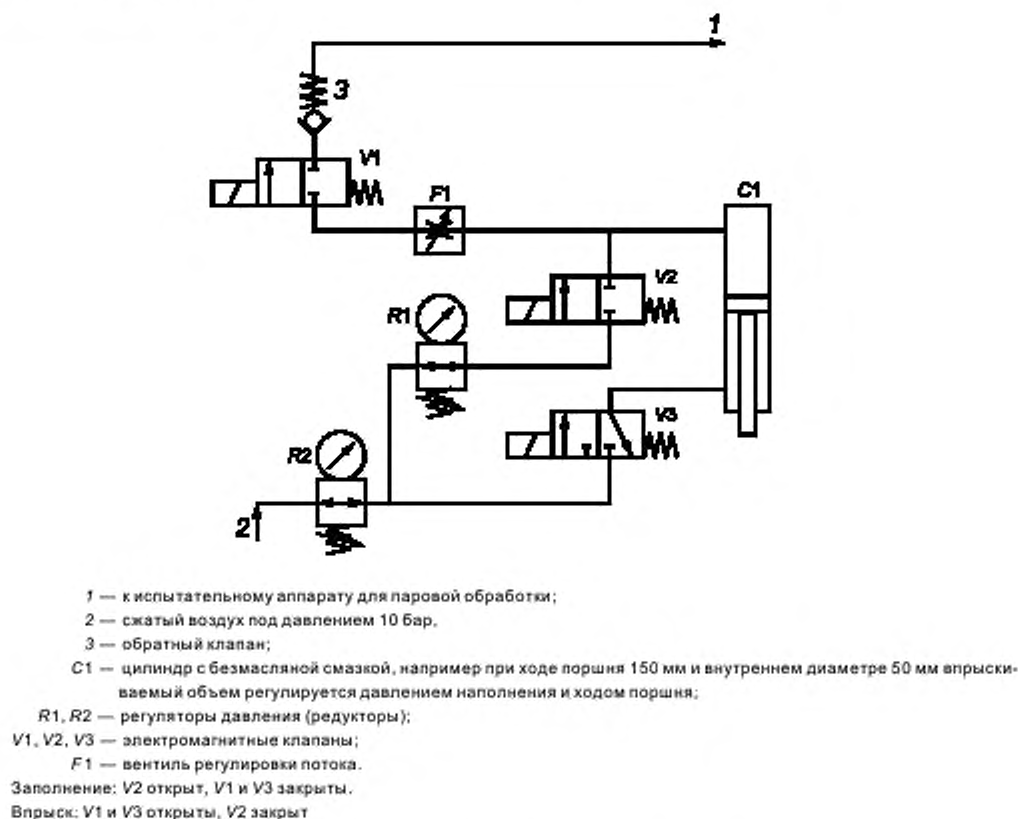 1
3
V1
F1
C1
V2
R1
V3
R2
2
1 — к испытательному аппарату для паровой обработки;
2 — сжатый воздух под давлением 10 бар,
3 — обратный клапан;
C1 — цилиндр с безмасляной смазкой, например при ходе поршня 150 мм и внутреннем диаметре 50 мм впрыски-
ваемый объем регулируется давлением наполнения и ходом поршня;
R1, R2 — регуляторы давления (редукторы);
V1, V2, V3 — электромагнитные клапаны;
F1 — вентиль регулировки потока.
Заполнение: V2 открыт, V1 и V3 закрыты.
Впрыск: V1 и V3 открыты, V2 закрыт